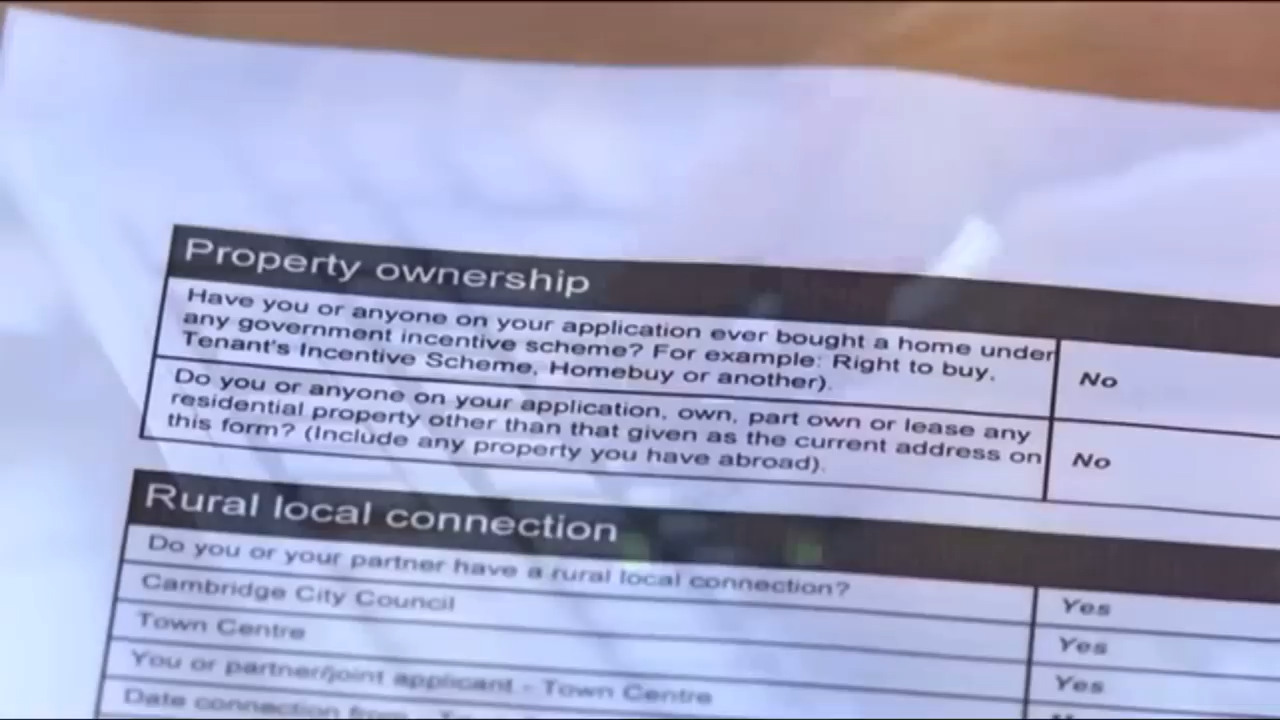 Property ownership
Have you or anyone on your application ever bought a home under
any government incentive scheme? For example: Right to buy,
Tenant's Incentive Scheme, Homebuy or another).
No
Do you or anyone on your application, own, part own or lease any
residential property other than that given as the current address on
this form? (Include any property you have abroad).
No
Rural local connection
Do you or your partner have a rural local connection?
Yes
Cambridge City Council
Yes
Town Centre
Yes
You or partner/joint applicant - Town Centre
Date connection from -